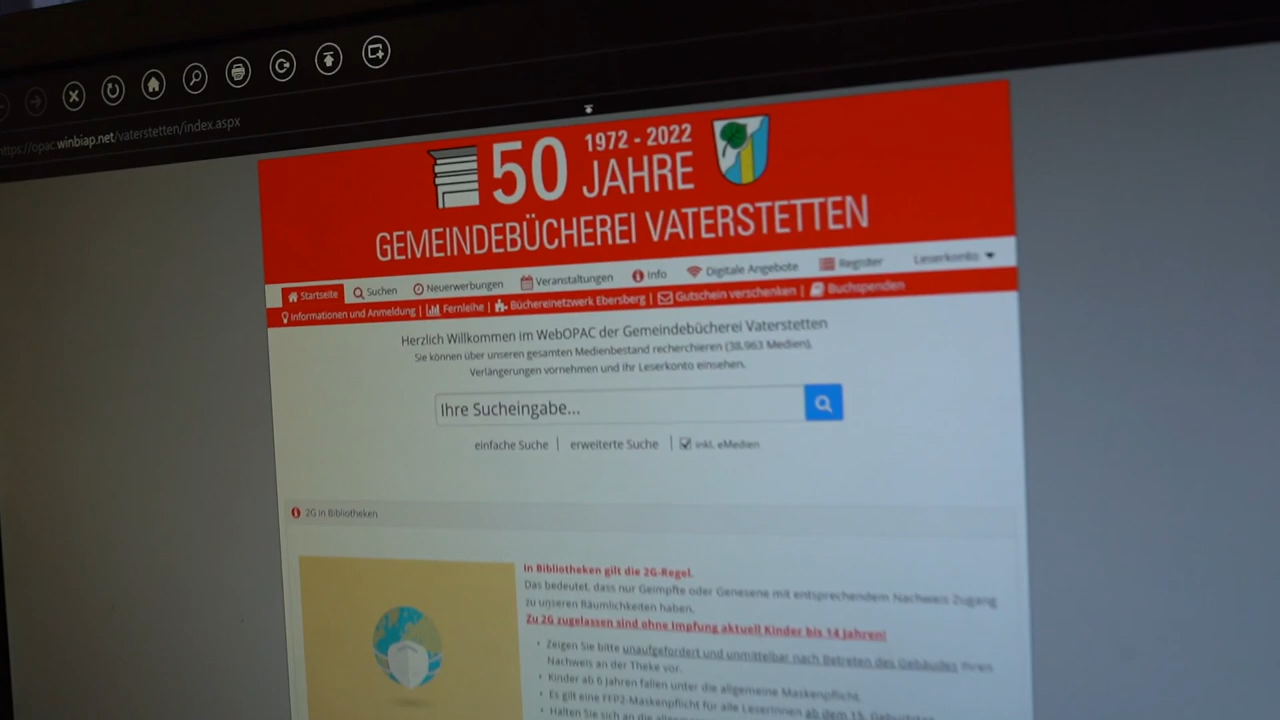 https://opac.winbiap.net/vaterstetten/index.aspx
50 JAHRE
1972 - 2022
GEMEINDEBÜCHEREI VATERSTETTEN
Startseite Suchen Neuerwerbungen Veranstaltungen Info Digitale Angebote Register Leserkonto
Informationen und Anmeldung | Fernleihe | Büchereinetzwerk Ebersberg | Gutschein verschenken | Buchspenden
Herzlich Willkommen im WebOPAC der Gemeindebücherei Vaterstetten
Sie können über unseren gesamten Medienbestand recherchieren (38.963 Medien),
Verlängerungen vornehmen und Ihr Leserkonto einsehen.
Ihre Sucheingabe...
einfache Suche | erweiterte Suche | inkl. eMedien
2G in Bibliotheken
In Bibliotheken gilt die 2G-Regel.
Das bedeutet, dass nur Geimpfte oder Genesene mit entsprechendem Nachweis Zugang
zu unseren Räumlichkeiten haben.
Zu 2G zugelassen sind ohne Impfung aktuell Kinder bis 14 Jahren!
• Zeigen Sie bitte unaufgefordert und unmittelbar nach Betreten des Gebäudes Ihren
Nachweis an der Theke vor.
• Kinder ab 6 Jahren fallen unter die allgemeine Maskenpflicht.
• Es gilt eine FFP2-Maskenpflicht für alle LeserInnen ab dem 15. Geburtstag
• Halten Sie sich an die